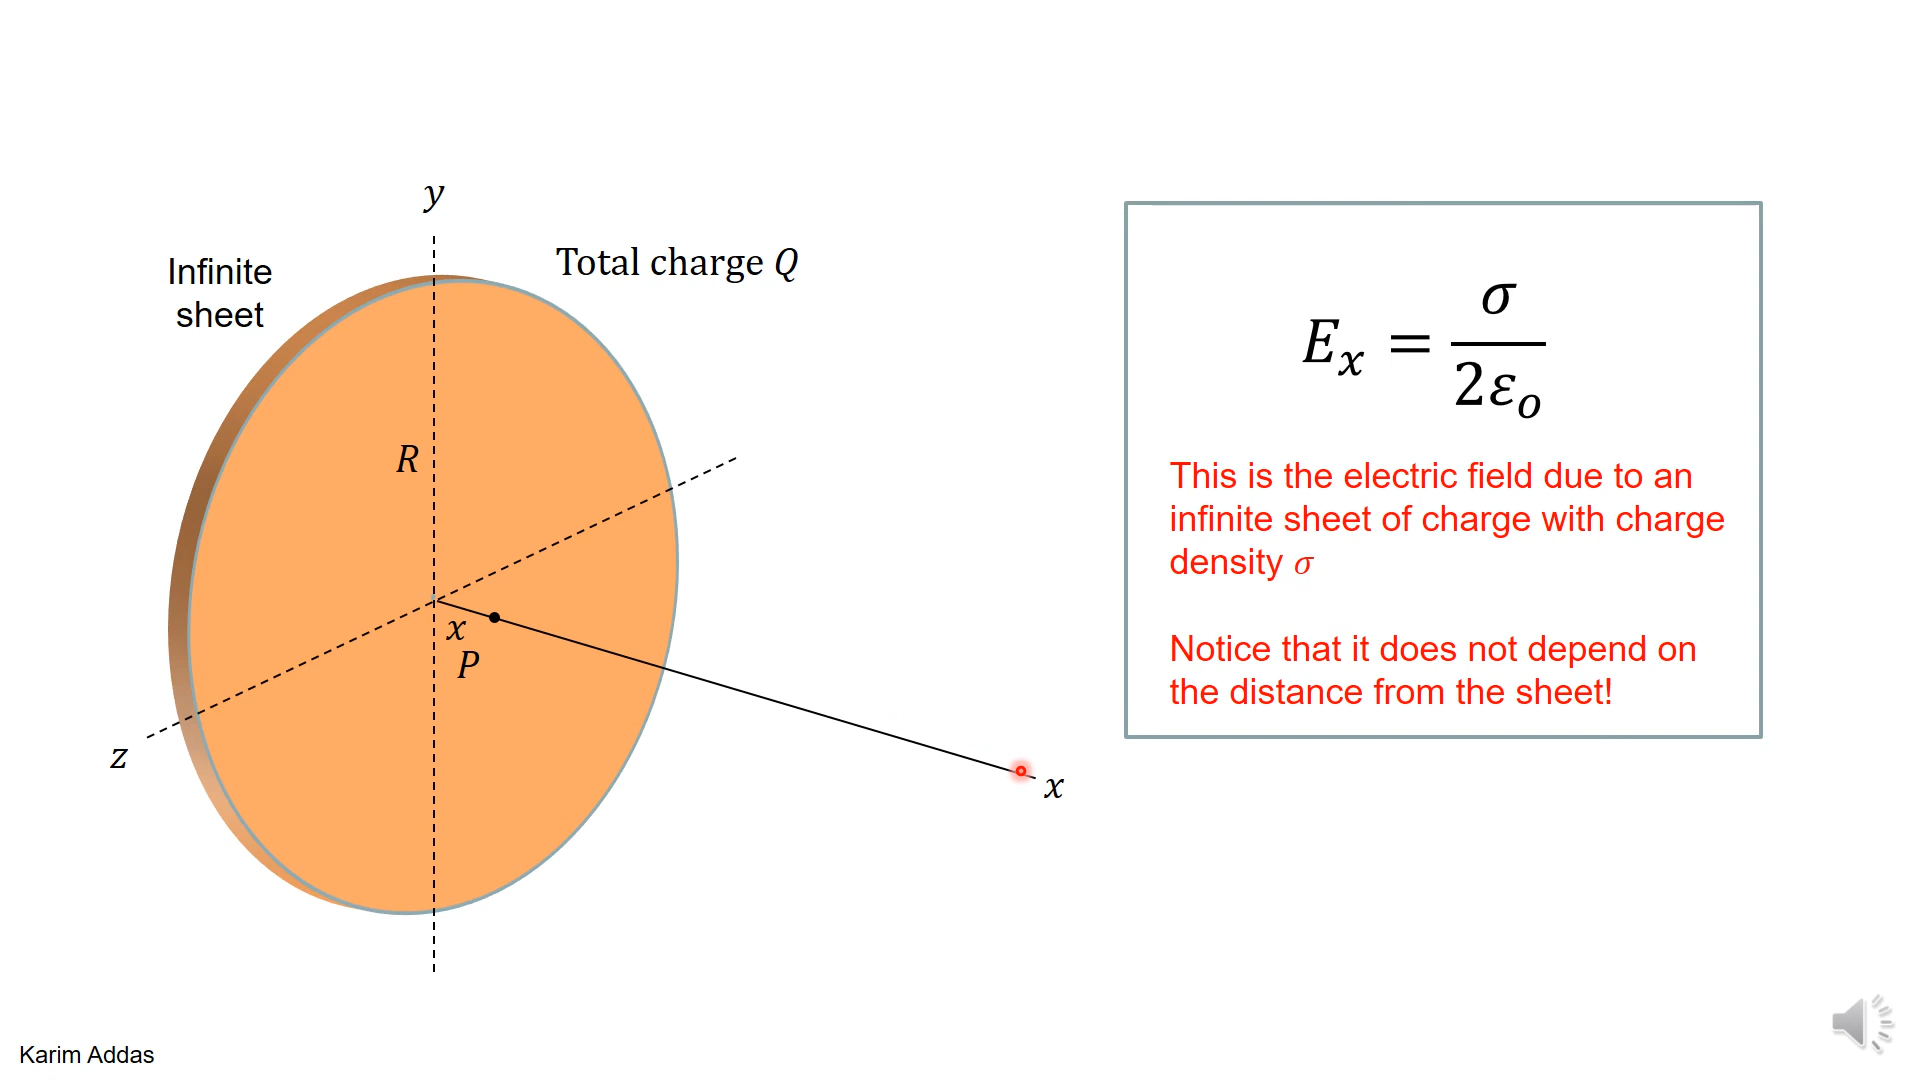 y
Infinite
sheet
Total charge Q
R
x
P
z
x
E_x = σ / 2ε_o
This is the electric field due to an
infinite sheet of charge with charge
density σ
Notice that it does not depend on
the distance from the sheet!
Karim Addas